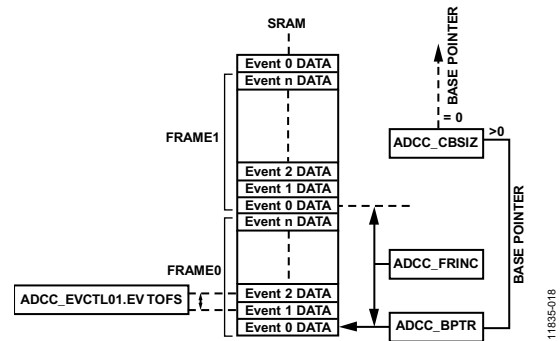 SRAM
Event 0 DATA
Event n DATA
FRAME1
Event 2 DATA
Event 1 DATA
Event 0 DATA
Event n DATA
FRAME0
Event 2 DATA
Event 1 DATA
Event 0 DATA
ADCC_EVCTL01.EVTOFS
BASE POINTER
= 0
>0
ADCC_CBSIZ
BASE POINTER
ADCC_FRINC
ADCC_BPTR
11835-018